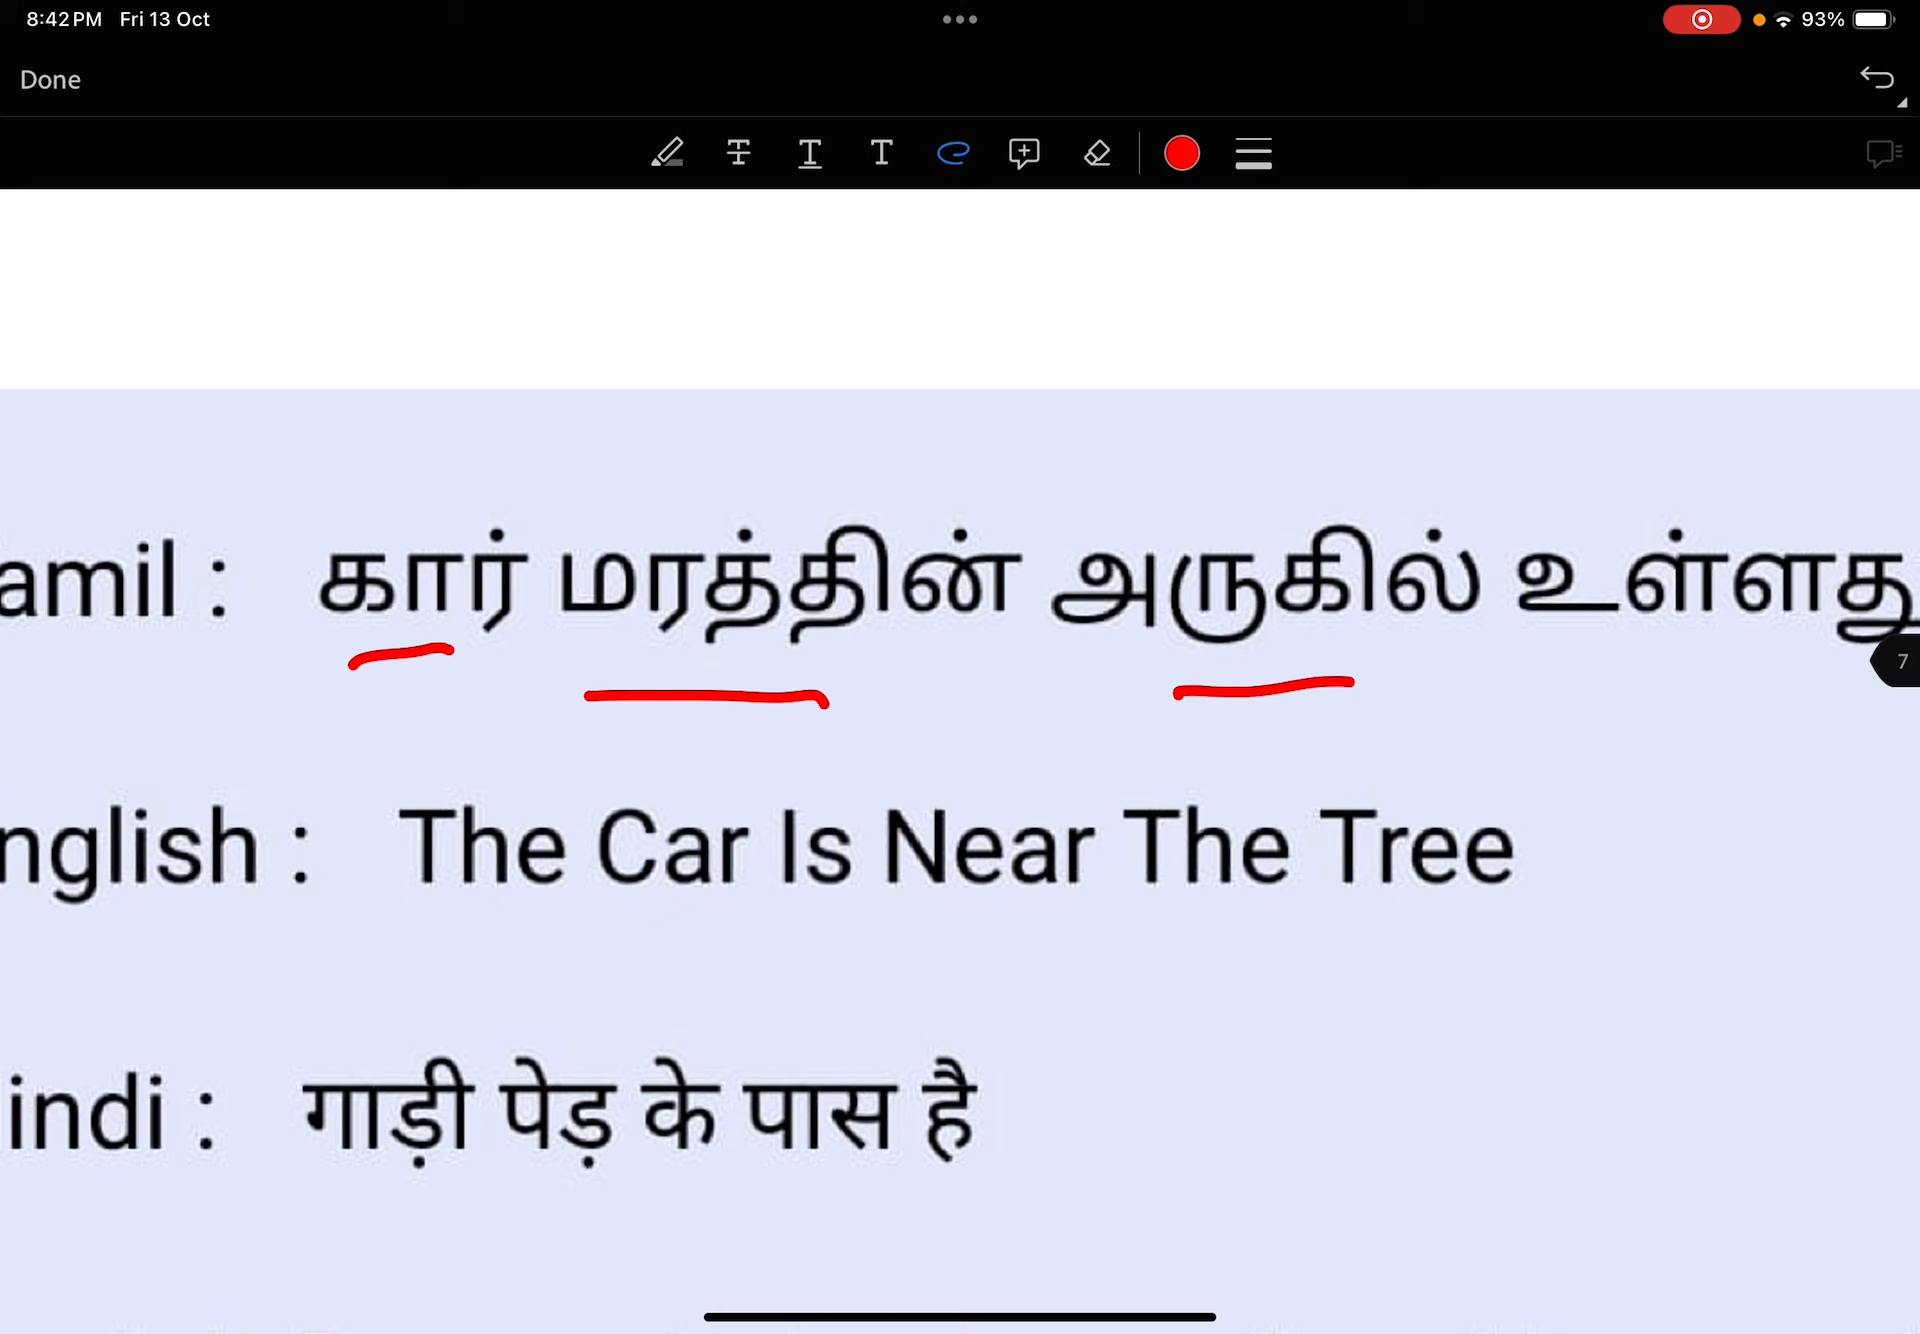 8:42 PM Fri 13 Oct 93%
Done
amil : கார் மரத்தின் அருகில் உள்ளது
7
nglish : The Car Is Near The Tree
indi : गाड़ी पेड़ के पास है